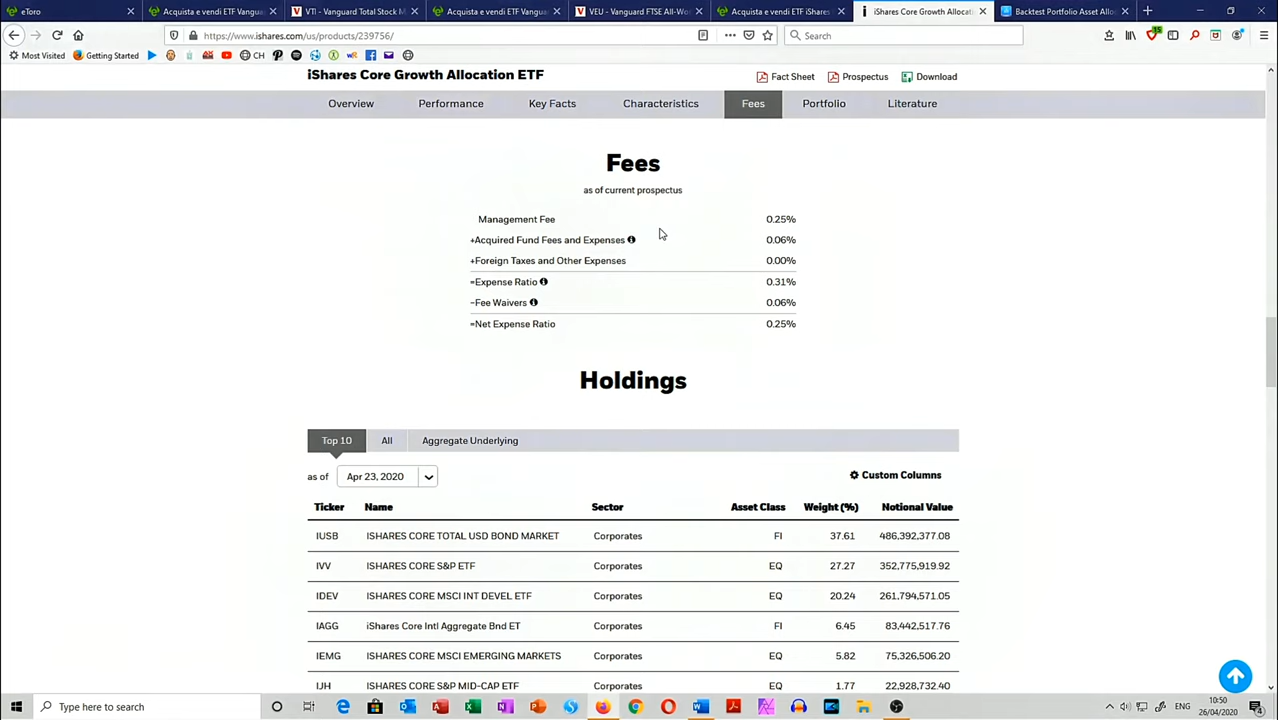 eToro
Acquista e vendi ETF Vanguar
VTI - Vanguard Total Stock M
Acquista e vendi ETF Vanguar
VEU - Vanguard FTSE All-Wor
Acquista e vendi ETF iShares
iShares Core Growth Allocati
Backtest Portfolio Asset Alloc
https://www.ishares.com/us/products/239756/
Search
Most Visited
Getting Started
CH
iShares Core Growth Allocation ETF
Fact Sheet
Prospectus
Download
Overview
Performance
Key Facts
Characteristics
Fees
Portfolio
Literature
Fees
as of current prospectus
Management Fee 0.25%
+Acquired Fund Fees and Expenses 0.06%
+Foreign Taxes and Other Expenses 0.00%
=Expense Ratio 0.31%
-Fee Waivers 0.06%
=Net Expense Ratio 0.25%
Holdings
Top 10 All Aggregate Underlying
as of Apr 23, 2020 Custom Columns
Ticker Name Sector Asset Class Weight (%) Notional Value
IUSB ISHARES CORE TOTAL USD BOND MARKET Corporates FI 37.61 486,392,377.08
IVV ISHARES CORE S&P ETF Corporates EQ 27.27 352,775,919.92
IDEV ISHARES CORE MSCI INT DEVEL ETF Corporates EQ 20.24 261,794,571.05
IAGG iShares Core Intl Aggregate Bnd ET Corporates FI 6.45 83,442,517.76
IEMG ISHARES CORE MSCI EMERGING MARKETS Corporates EQ 5.82 75,326,506.20
IJH ISHARES CORE S&P MID-CAP ETF Corporates EQ 1.77 22,928,732.40
Type here to search
ENG
10:50
26/04/2020